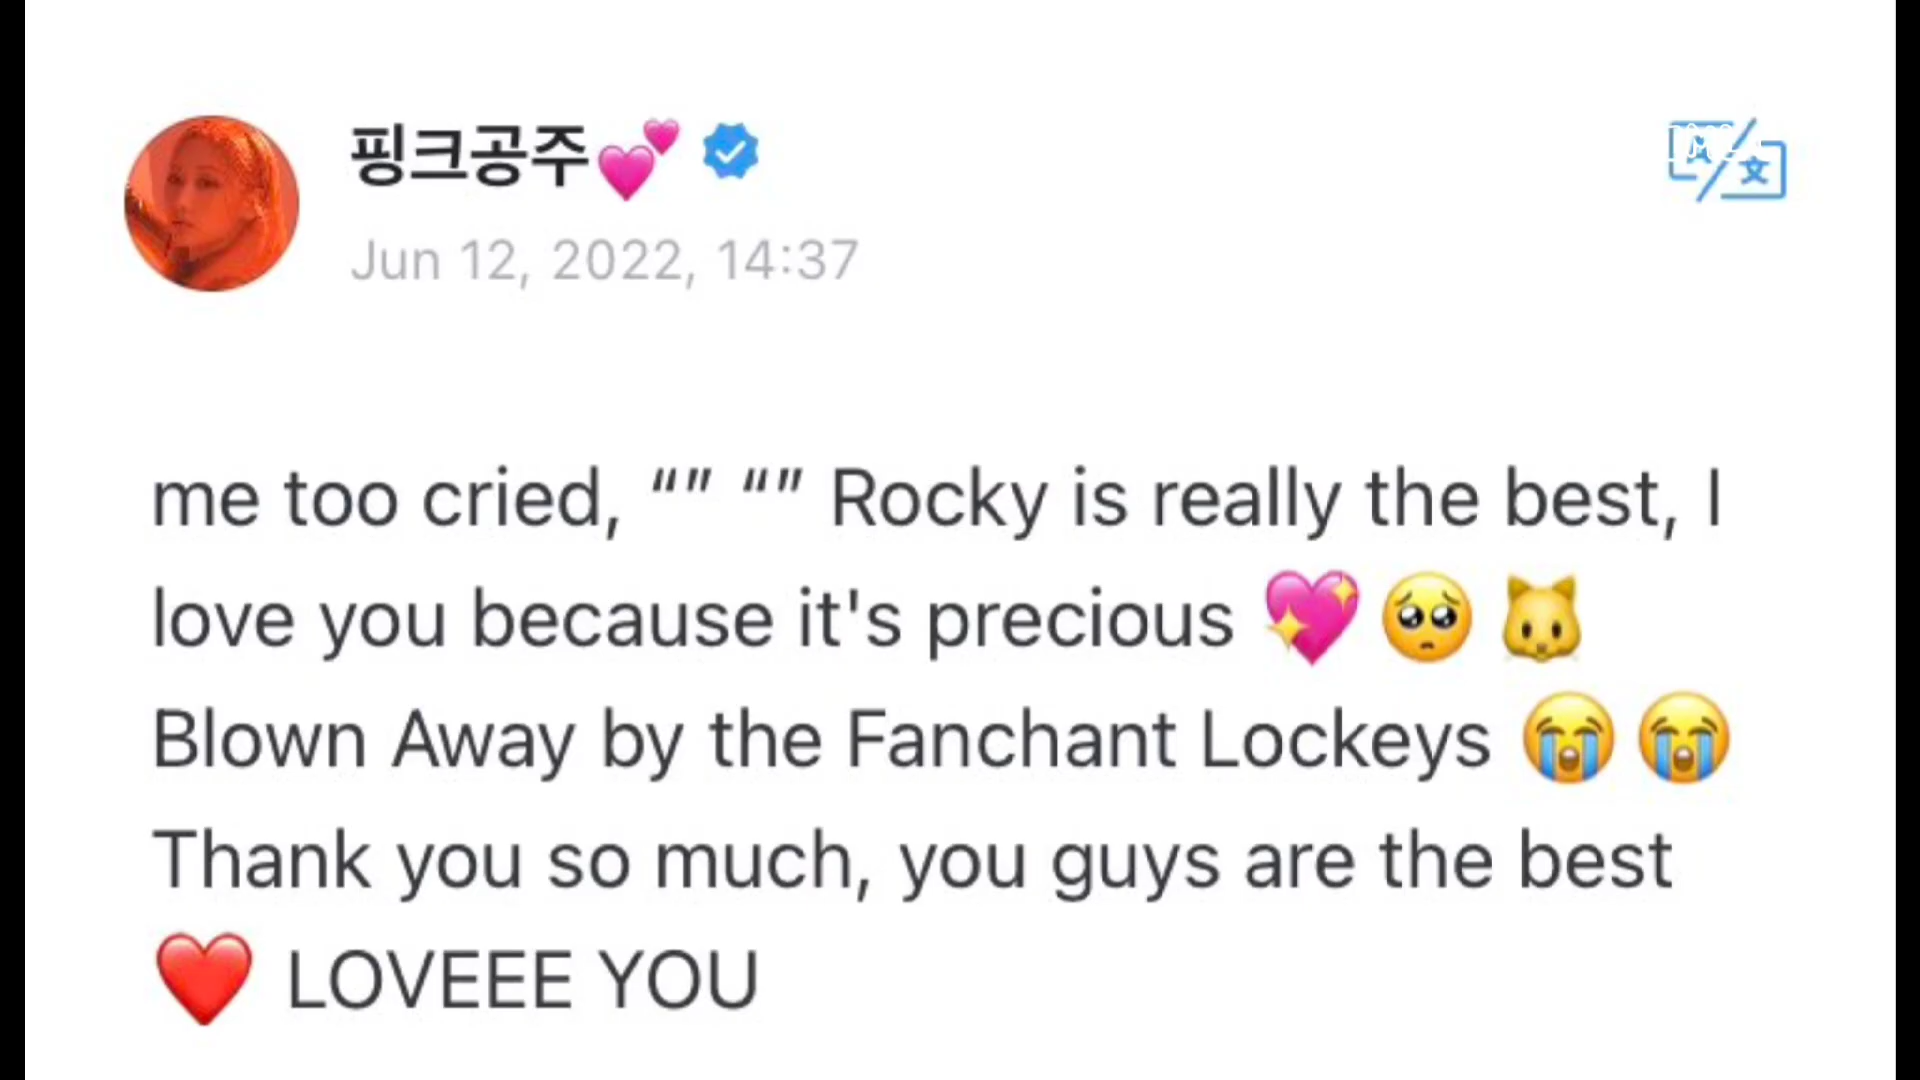 핑크공주💕
Jun 12, 2022, 14:37
me too cried, “” “” Rocky is really the best, I
love you because it's precious 💖 🥺 🐱
Blown Away by the Fanchant Lockeys 😭 😭
Thank you so much, you guys are the best
❤️ LOVEEE YOU